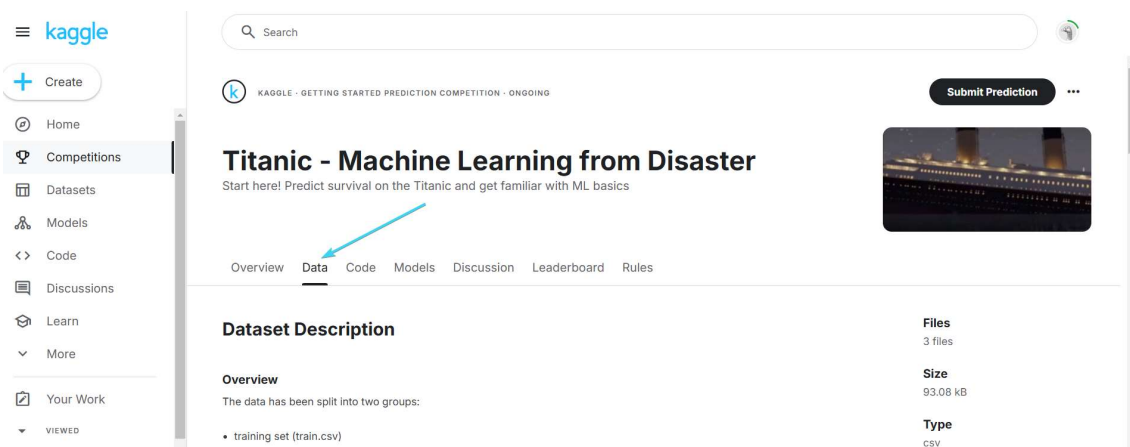 kaggle
Search
Create
KAGGLE · GETTING STARTED PREDICTION COMPETITION · ONGOING
Submit Prediction
Home
Competitions
Datasets
Models
Code
Discussions
Learn
More
Your Work
VIEWED
Titanic - Machine Learning from Disaster
Start here! Predict survival on the Titanic and get familiar with ML basics
Overview Data Code Models Discussion Leaderboard Rules
Dataset Description
Overview
The data has been split into two groups:
• training set (train.csv)
Files
3 files
Size
93.08 kB
Type
csv